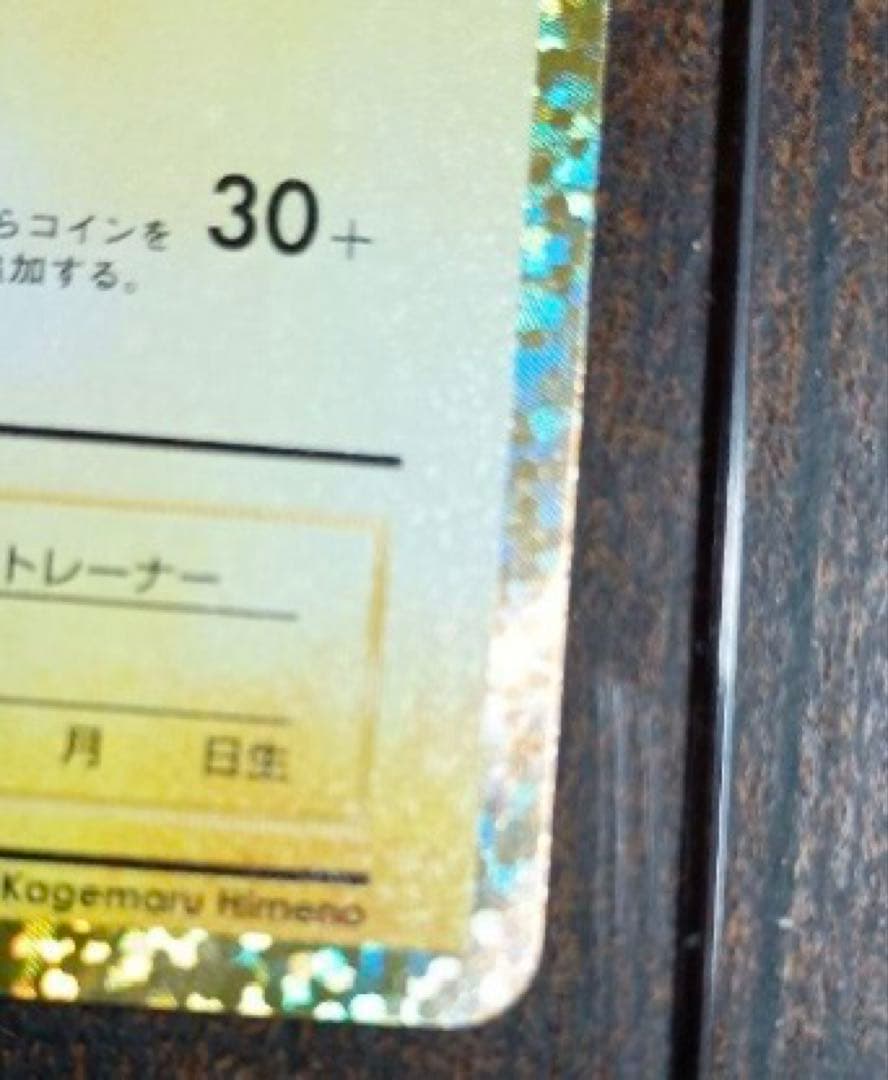 らコインを 30+
加する。
トレーナー
月 日生
Kagemaru Himeno